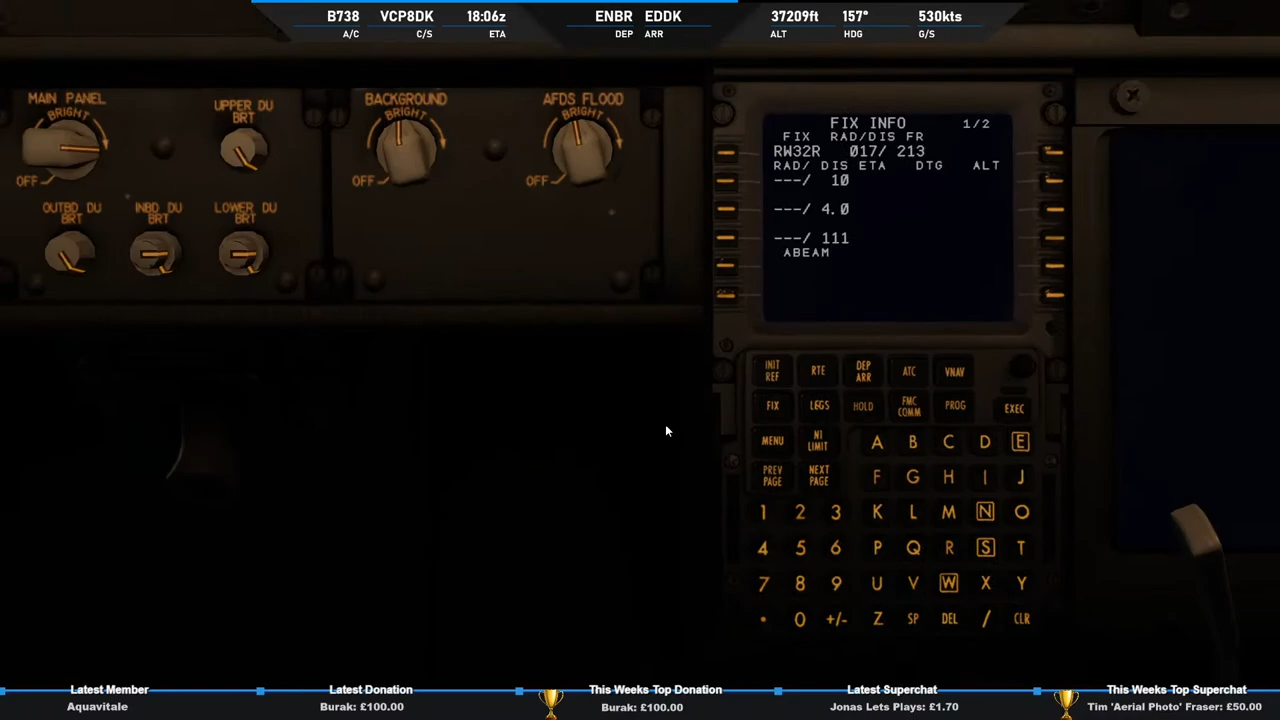 B738 VCP8DK 18:06z ENBR EDDK 37209ft 157° 530kts
A/C C/S ETA DEP ARR ALT HDG G/S
MAIN PANEL
BRIGHT
OFF
UPPER DU
BRT
OUTBD DU
BRT
INBD DU
BRT
LOWER DU
BRT
BACKGROUND
BRIGHT
OFF
AFDS FLOOD
BRIGHT
OFF
FIX INFO 1/2
FIX RAD/DIS FR
RW32R 017/ 213
RAD/ DIS ETA DTG ALT
---/ 10
---/ 4.0
---/ 111
ABEAM
INIT REF RTE DEP ARR ATC VNAV
FIX LEGS HOLD FMC COMM PROG EXEC
MENU N1 LIMIT A B C D E
PREV PAGE NEXT PAGE F G H I J
1 2 3 K L M N O
4 5 6 P Q R S T
7 8 9 U V W X Y
. 0 +/- Z SP DEL / CLR
Latest Member Latest Donation This Weeks Top Donation Latest Superchat This Weeks Top Superchat
Aquavitale Burak: £100.00 Burak: £100.00 Jonas Lets Plays: £1.70 Tim 'Aerial Photo' Fraser: £50.00